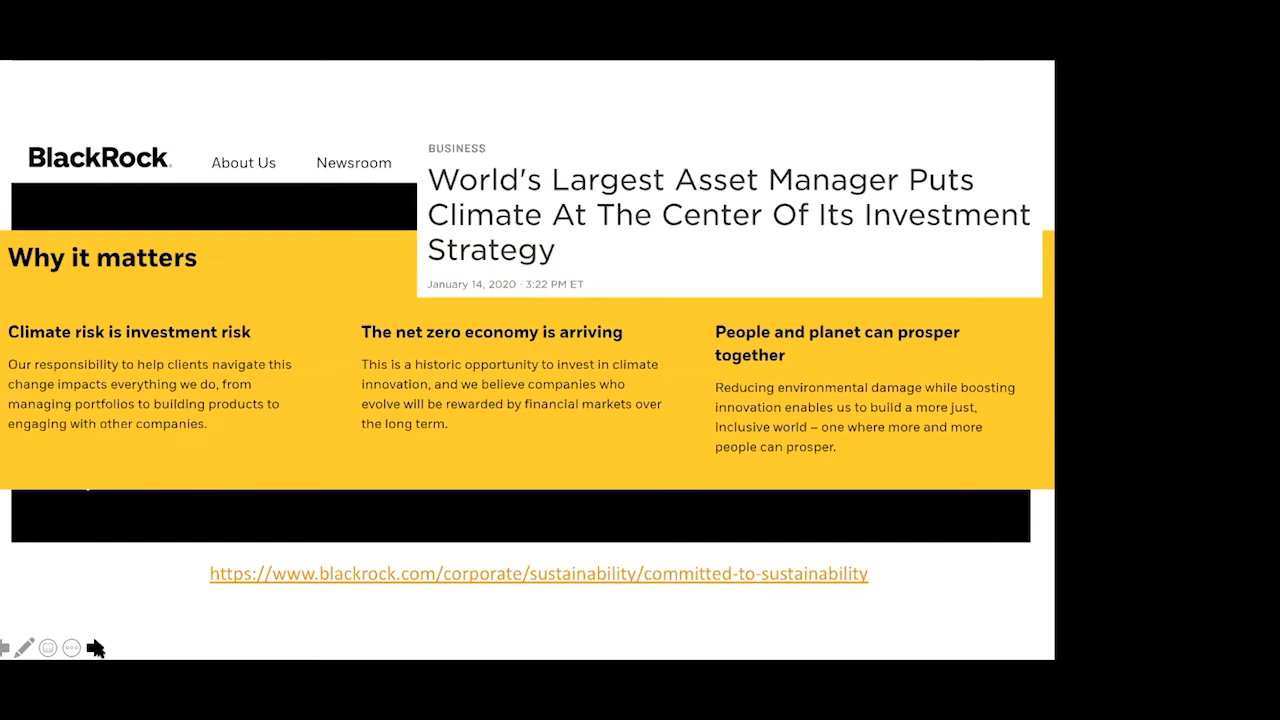 BlackRock.
About Us
Newsroom
BUSINESS
World's Largest Asset Manager Puts
Climate At The Center Of Its Investment
Strategy
January 14, 2020 · 3:22 PM ET
Why it matters
Climate risk is investment risk
Our responsibility to help clients navigate this
change impacts everything we do, from
managing portfolios to building products to
engaging with other companies.
The net zero economy is arriving
This is a historic opportunity to invest in climate
innovation, and we believe companies who
evolve will be rewarded by financial markets over
the long term.
People and planet can prosper
together
Reducing environmental damage while boosting
innovation enables us to build a more just,
inclusive world – one where more and more
people can prosper.
https://www.blackrock.com/corporate/sustainability/committed-to-sustainability